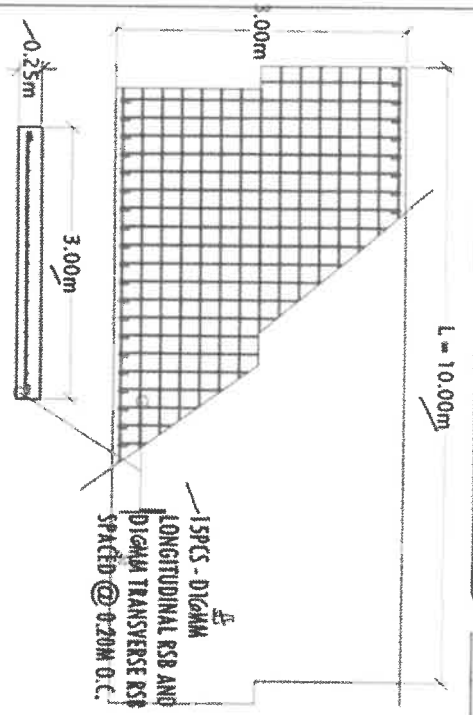 3.00m
0.25m
3.00m
L = 10.00m
15PCS - D16MM
LONGITUDINAL RSB AND
D16MM TRANSVERSE RSB
SPACED @ 0.20M O.C.